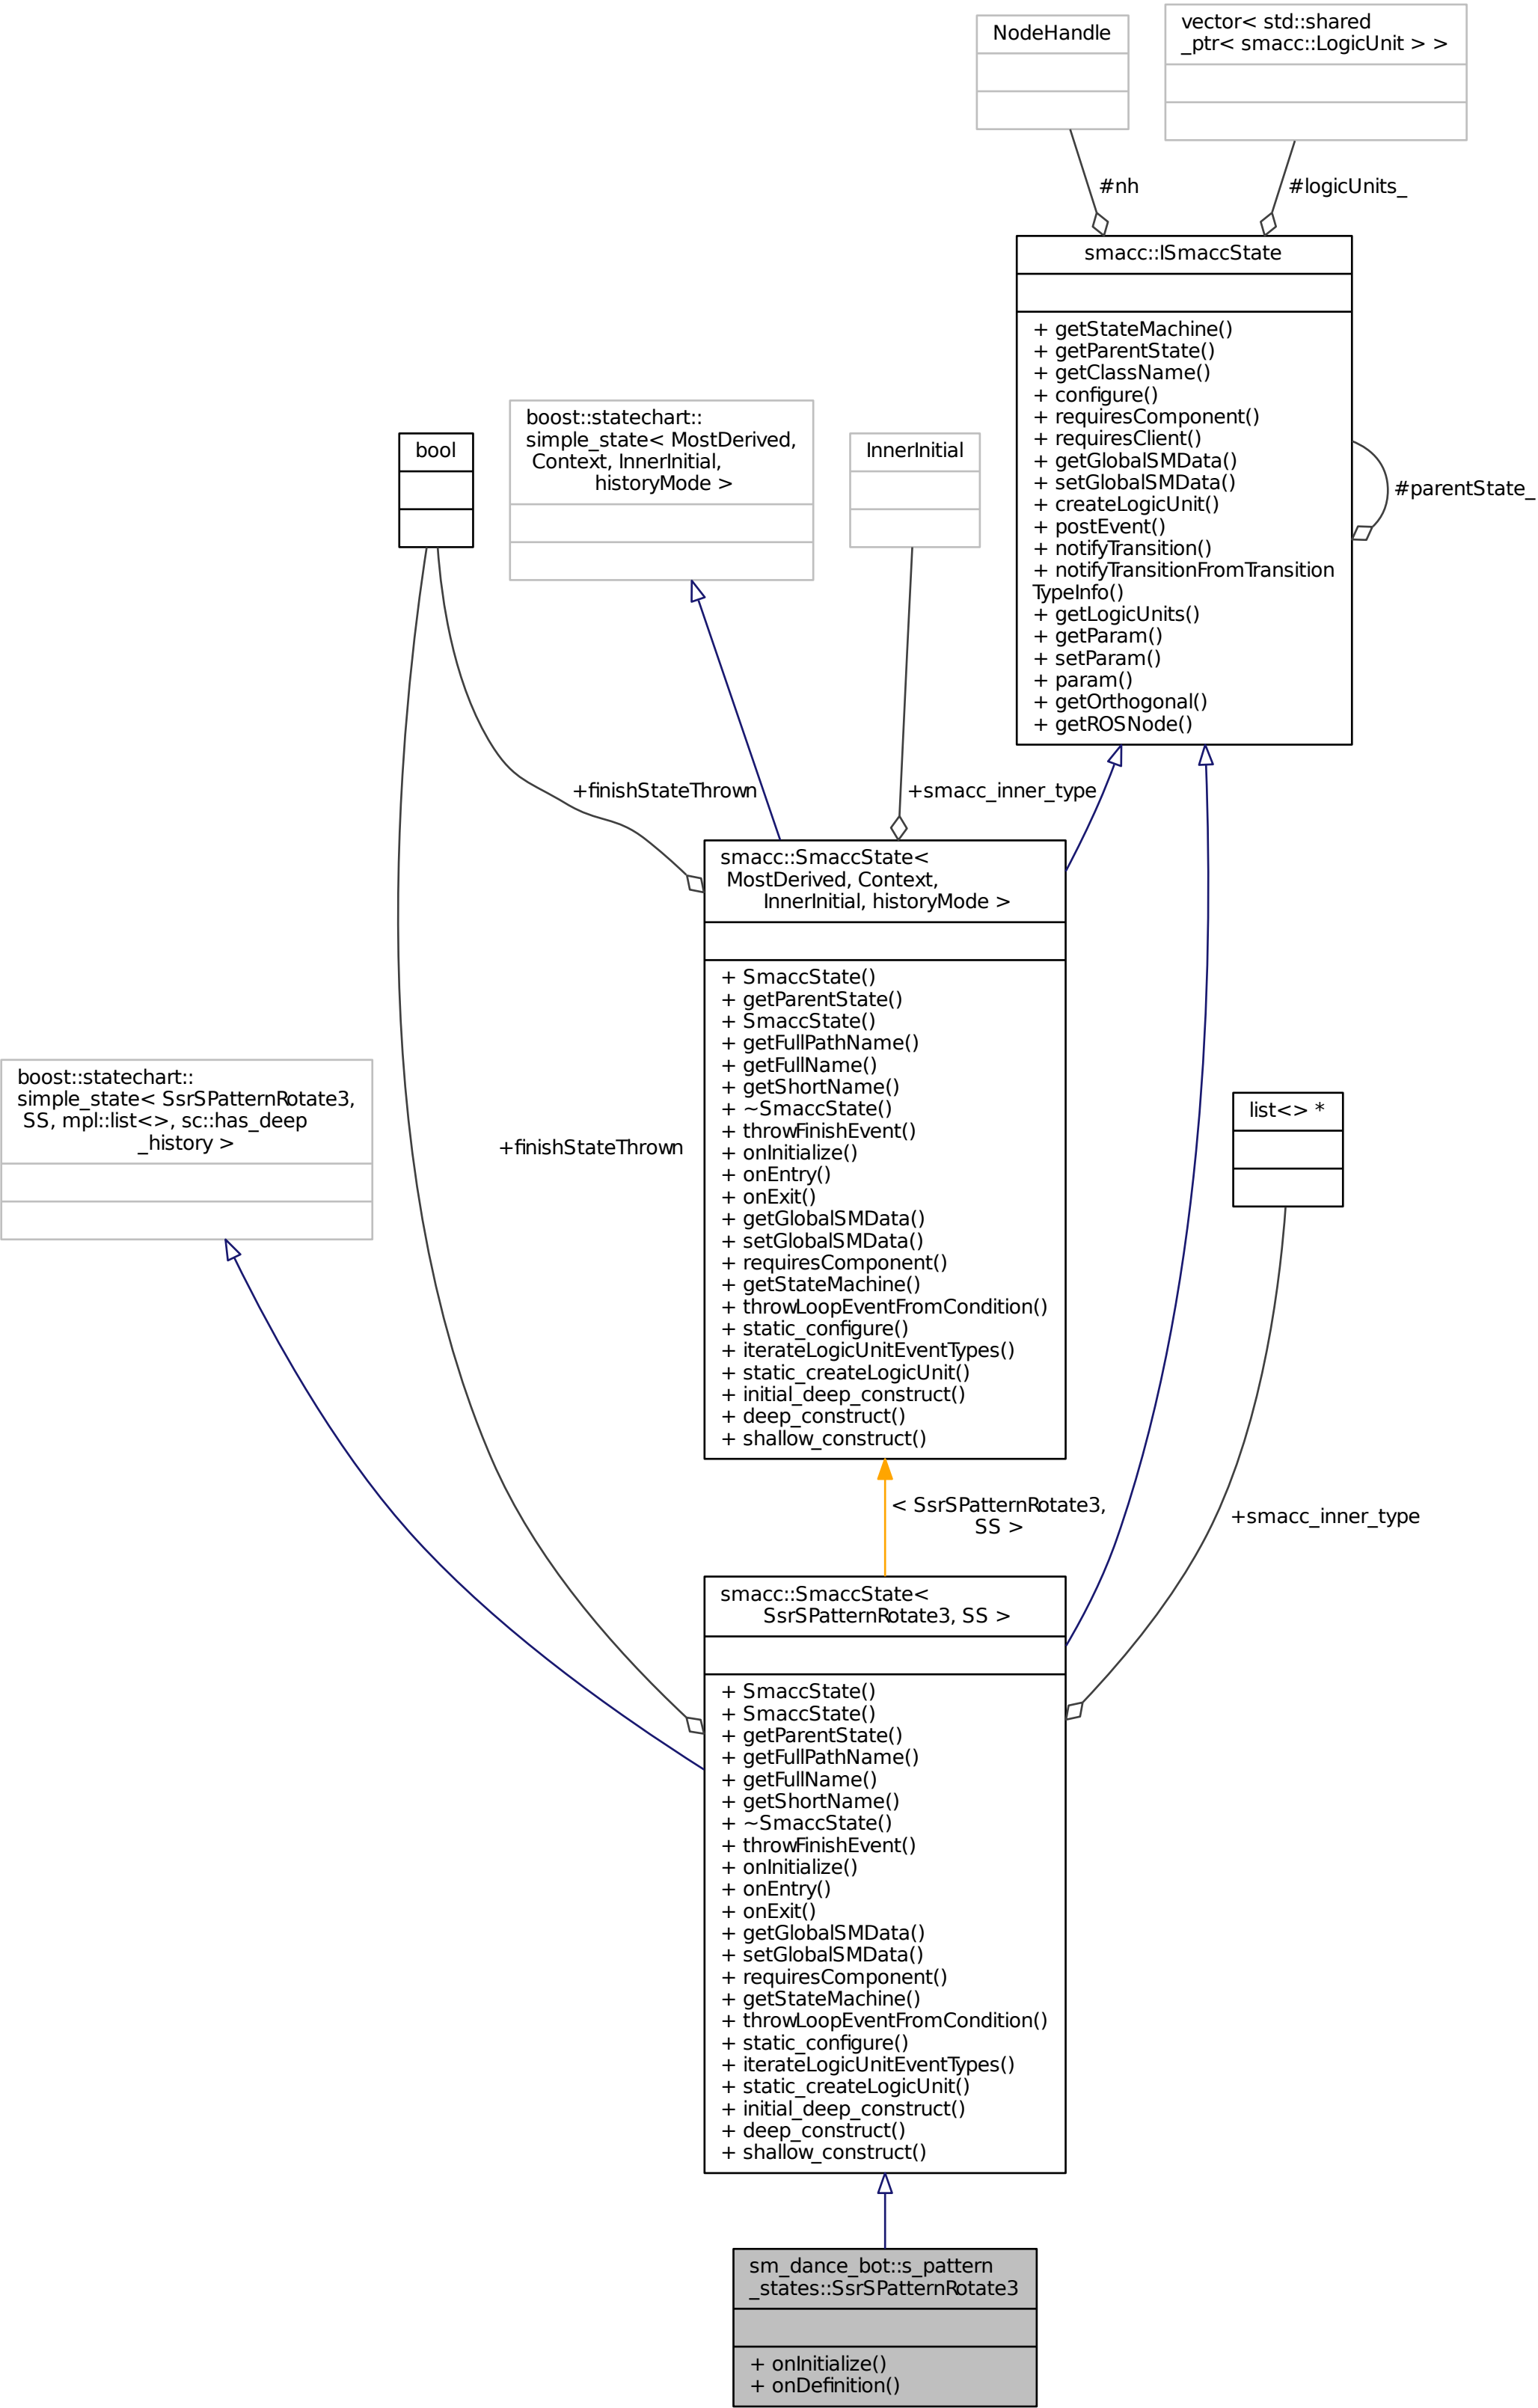 NodeHandle
vector< std::shared
_ptr< smacc::LogicUnit > >
#nh
#logicUnits_
smacc::ISmaccState
+ getStateMachine()
+ getParentState()
+ getClassName()
+ configure()
+ requiresComponent()
+ requiresClient()
+ getGlobalSMData()
+ setGlobalSMData()
+ createLogicUnit()
+ postEvent()
+ notifyTransition()
+ notifyTransitionFromTransition
TypeInfo()
+ getLogicUnits()
+ getParam()
+ setParam()
+ param()
+ getOrthogonal()
+ getROSNode()
#parentState_
bool
boost::statechart::
simple_state< MostDerived,
Context, InnerInitial,
historyMode >
InnerInitial
+finishStateThrown
+smacc_inner_type
smacc::SmaccState<
MostDerived, Context,
InnerInitial, historyMode >
+ SmaccState()
+ getParentState()
+ SmaccState()
+ getFullPathName()
+ getFullName()
+ getShortName()
+ ~SmaccState()
+ throwFinishEvent()
+ onInitialize()
+ onEntry()
+ onExit()
+ getGlobalSMData()
+ setGlobalSMData()
+ requiresComponent()
+ getStateMachine()
+ throwLoopEventFromCondition()
+ static_configure()
+ iterateLogicUnitEventTypes()
+ static_createLogicUnit()
+ initial_deep_construct()
+ deep_construct()
+ shallow_construct()
boost::statechart::
simple_state< SsrSPatternRotate3,
SS, mpl::list<>, sc::has_deep
_history >
+finishStateThrown
list<> *
< SsrSPatternRotate3,
SS >
+smacc_inner_type
smacc::SmaccState<
SsrSPatternRotate3, SS >
+ SmaccState()
+ SmaccState()
+ getParentState()
+ getFullPathName()
+ getFullName()
+ getShortName()
+ ~SmaccState()
+ throwFinishEvent()
+ onInitialize()
+ onEntry()
+ onExit()
+ getGlobalSMData()
+ setGlobalSMData()
+ requiresComponent()
+ getStateMachine()
+ throwLoopEventFromCondition()
+ static_configure()
+ iterateLogicUnitEventTypes()
+ static_createLogicUnit()
+ initial_deep_construct()
+ deep_construct()
+ shallow_construct()
sm_dance_bot::s_pattern
_states::SsrSPatternRotate3
+ onInitialize()
+ onDefinition()